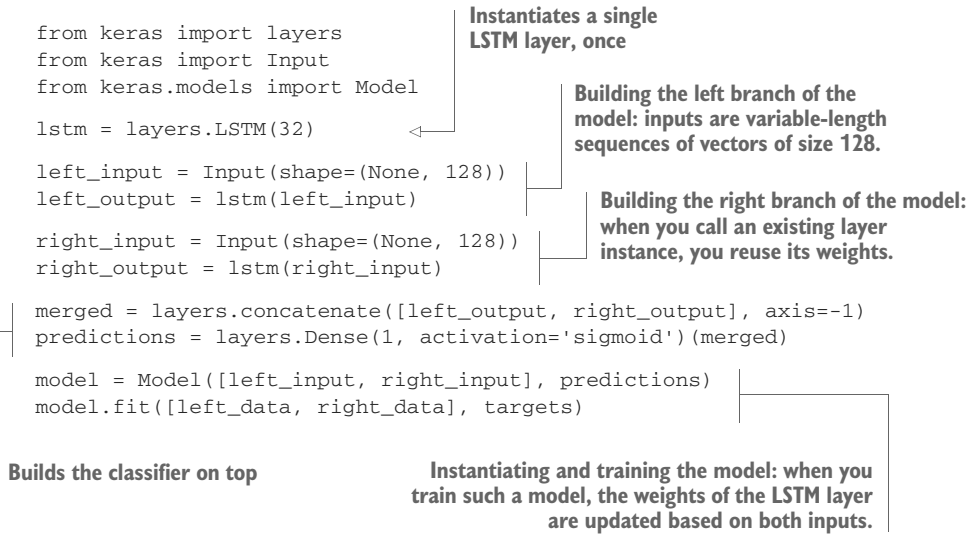 Instantiates a single
LSTM layer, once
from keras import layers
from keras import Input
from keras.models import Model
lstm = layers.LSTM(32)
Building the left branch of the
model: inputs are variable-length
sequences of vectors of size 128.
left_input = Input(shape=(None, 128))
left_output = lstm(left_input)
Building the right branch of the model:
when you call an existing layer
instance, you reuse its weights.
right_input = Input(shape=(None, 128))
right_output = lstm(right_input)
merged = layers.concatenate([left_output, right_output], axis=-1)
predictions = layers.Dense(1, activation='sigmoid')(merged)
model = Model([left_input, right_input], predictions)
model.fit([left_data, right_data], targets)
Builds the classifier on top
Instantiating and training the model: when you
train such a model, the weights of the LSTM layer
are updated based on both inputs.